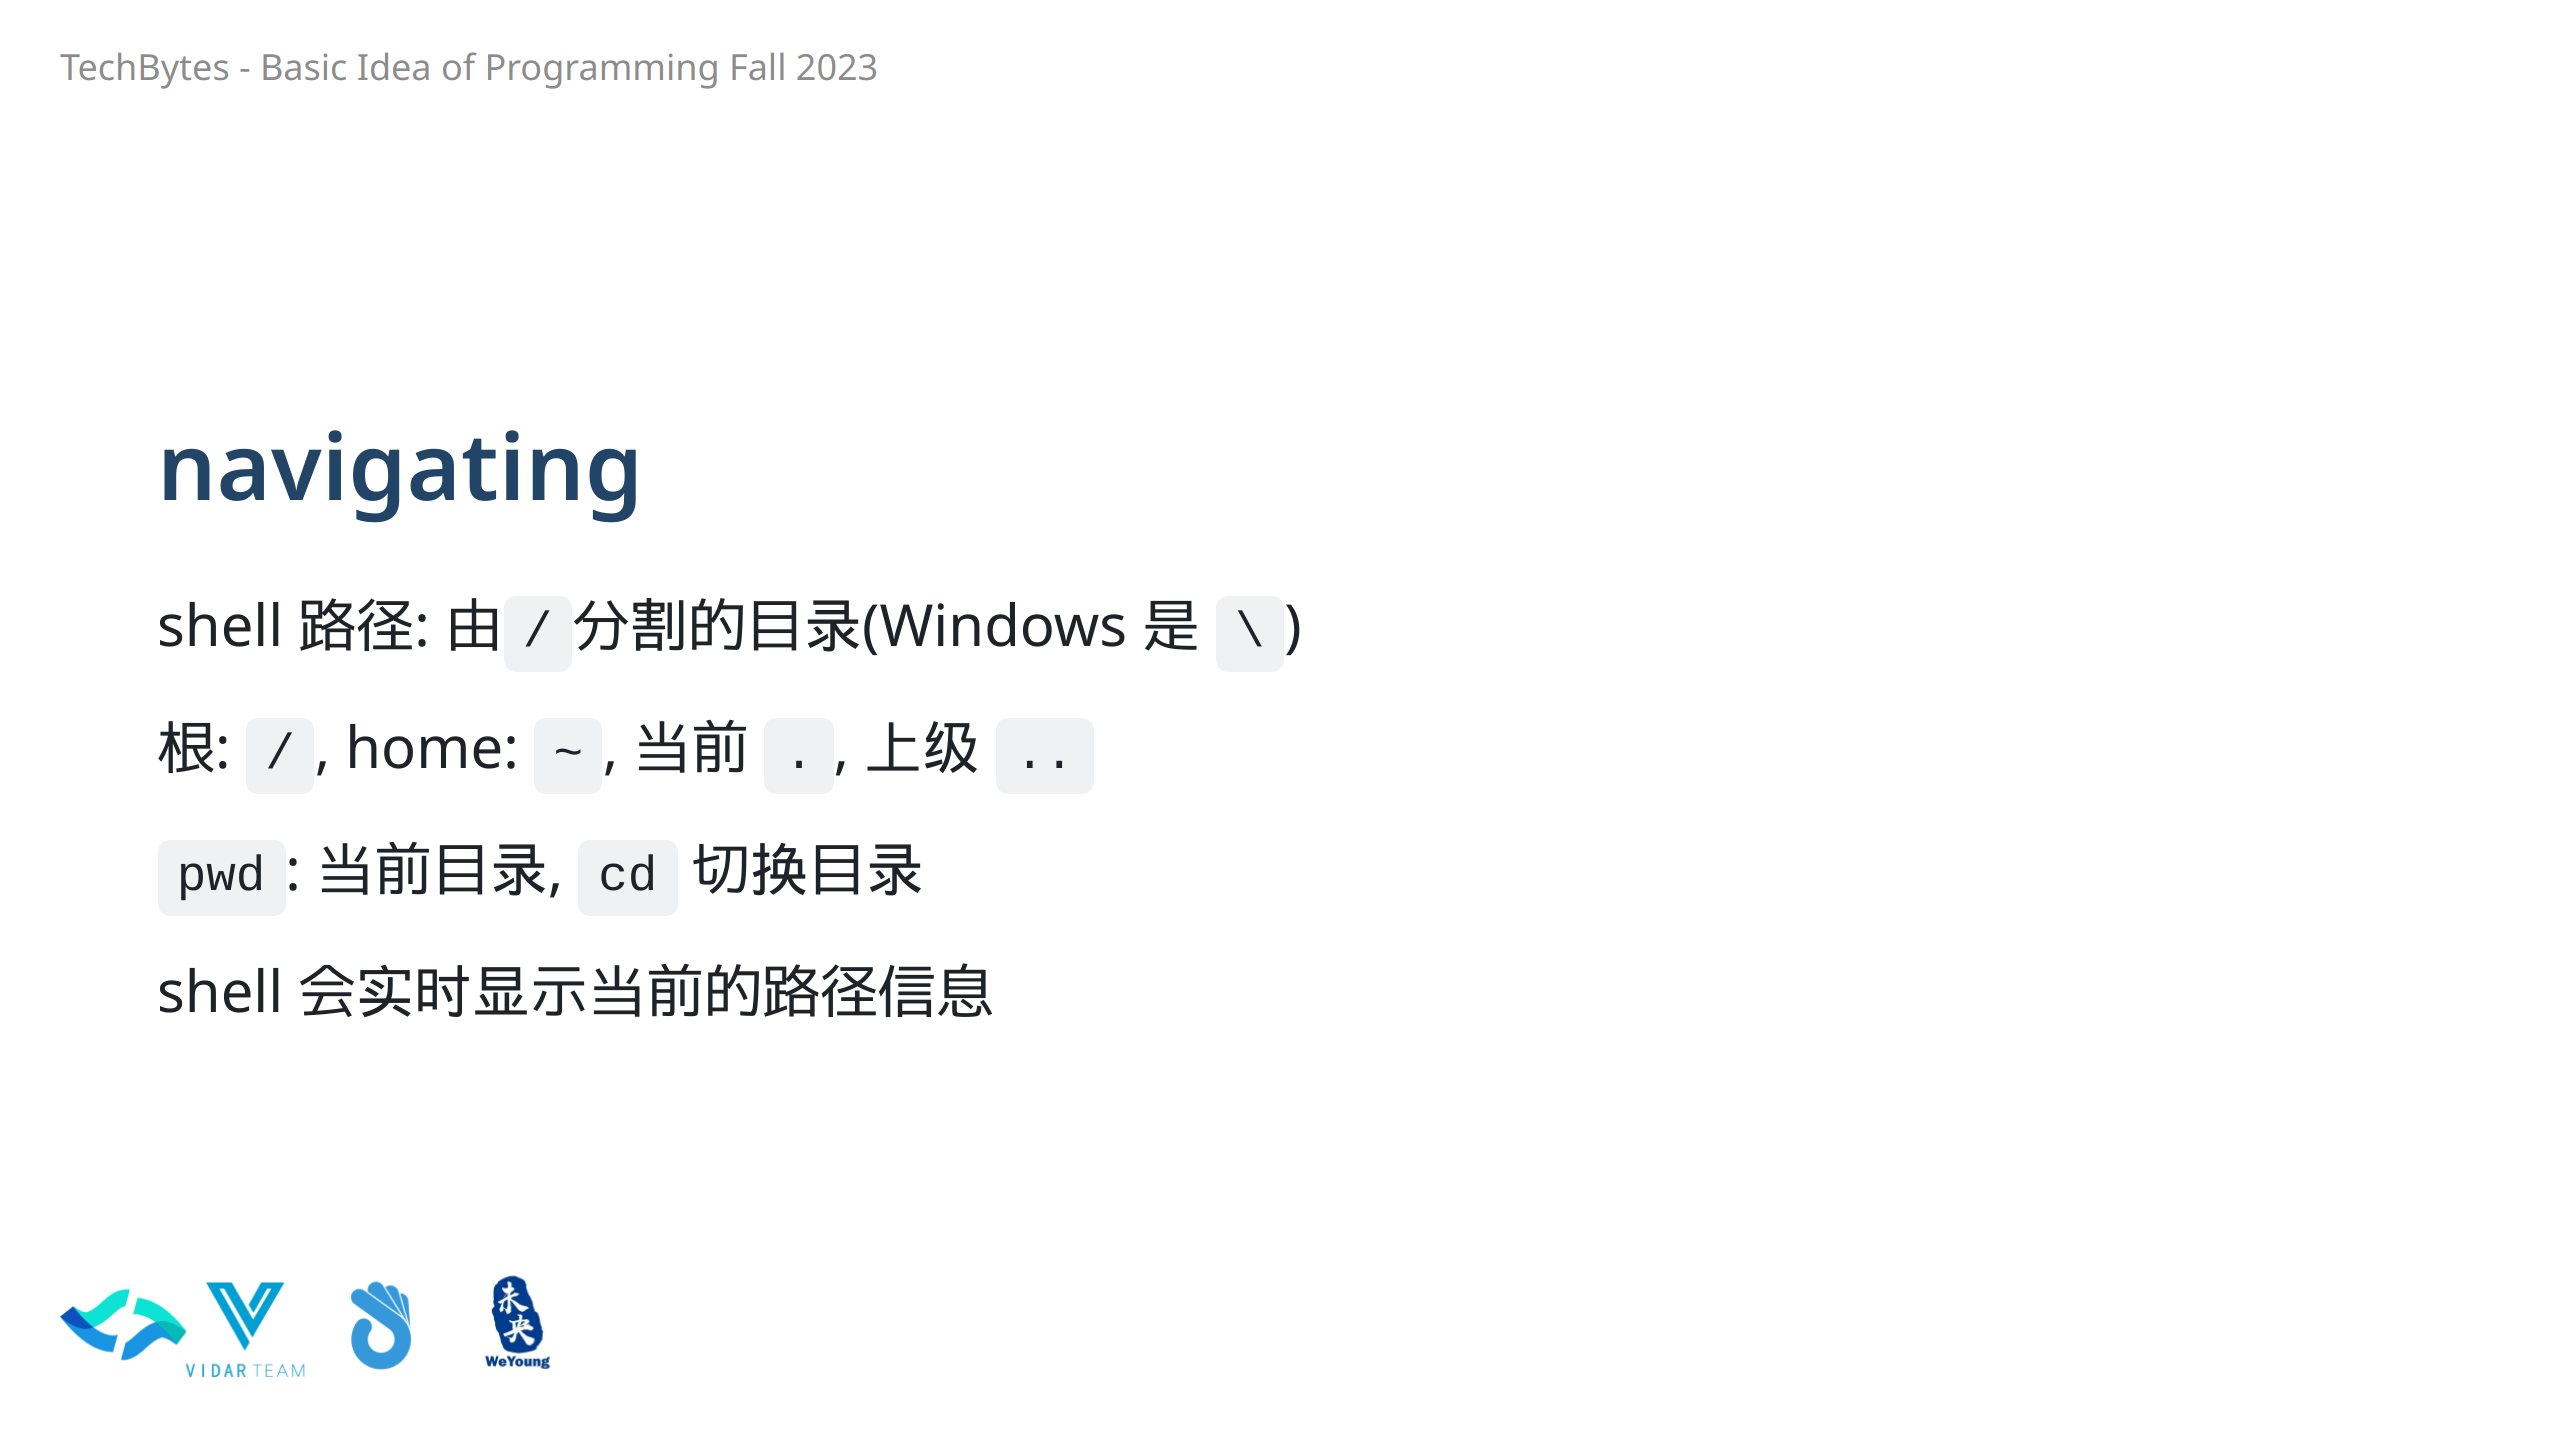 TechBytes - Basic Idea of Programming Fall 2023
navigating
shell 路径: 由 / 分割的目录(Windows 是 \ )
根: / , home: ~ , 当前 . , 上级 ..
pwd : 当前目录, cd 切换目录
shell 会实时显示当前的路径信息
VIDAR TEAM
未央
WeYoung